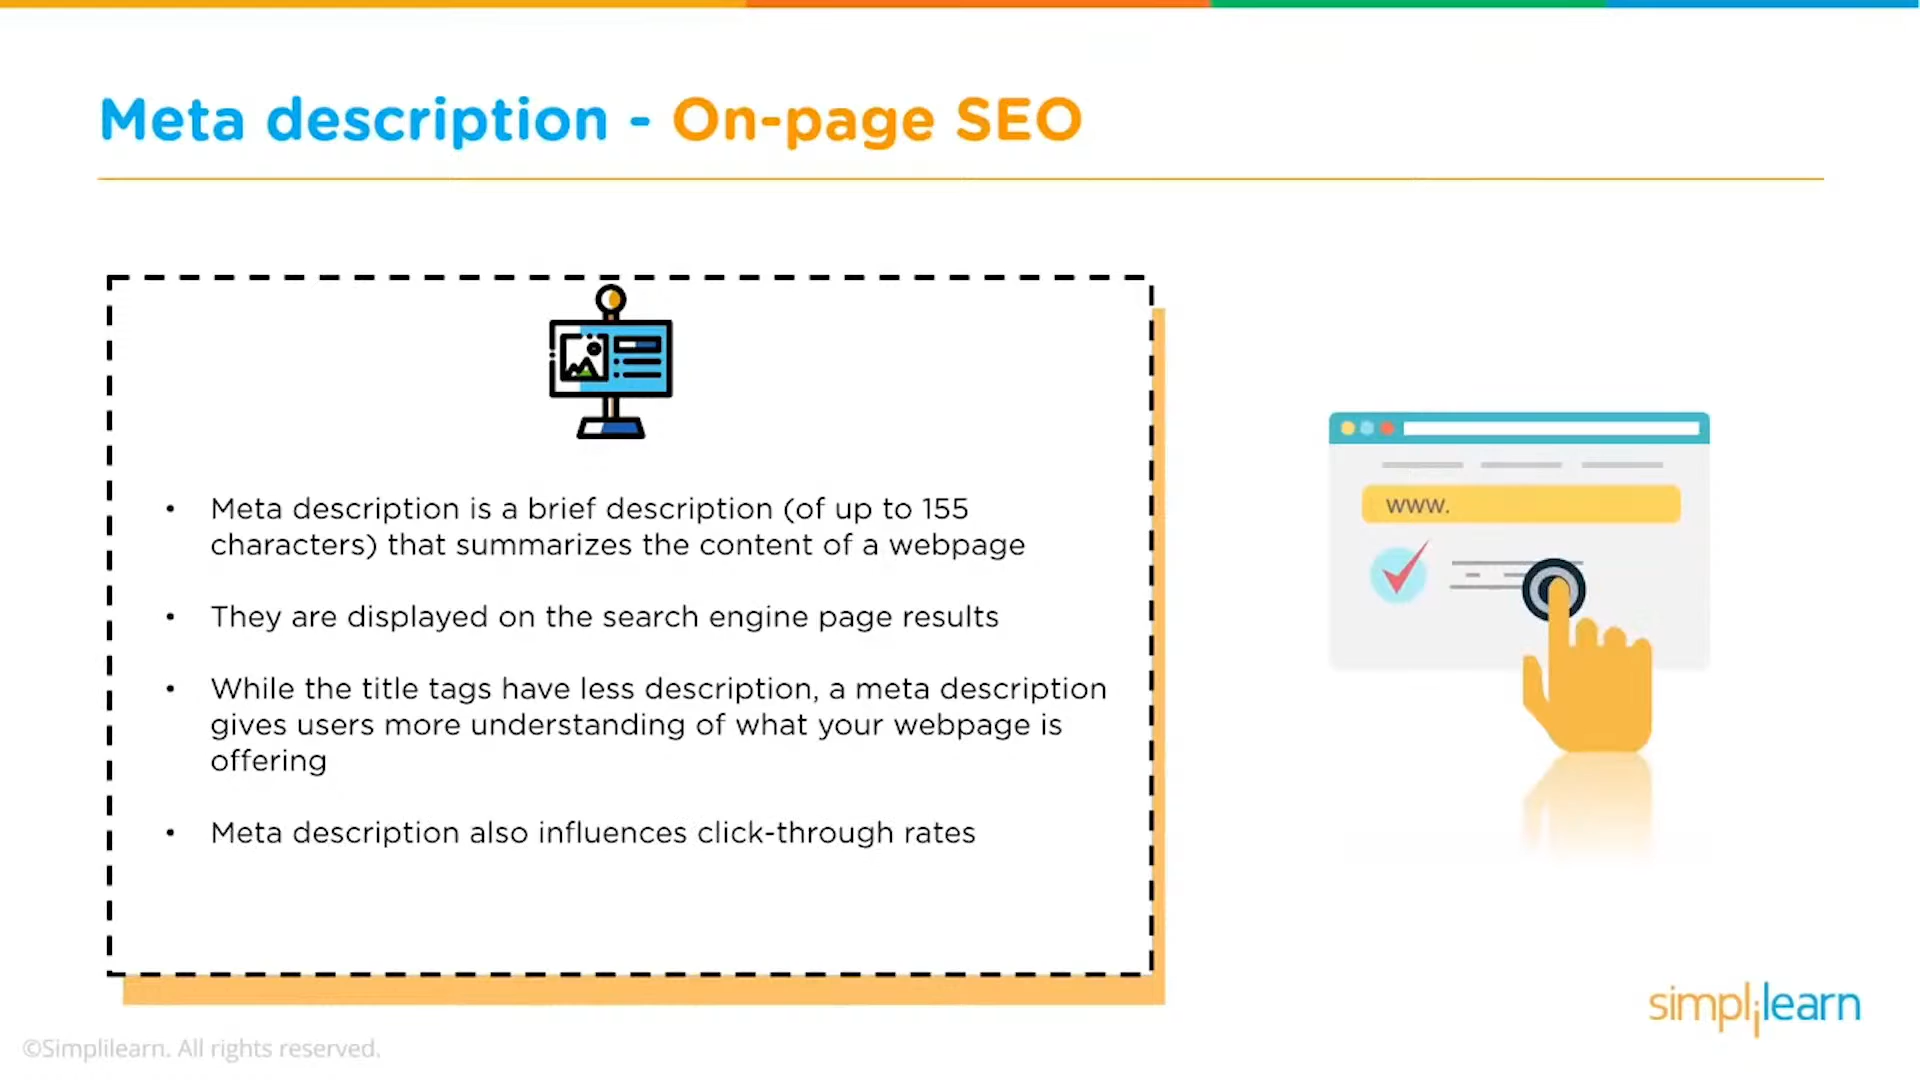 Meta description - On-page SEO
• Meta description is a brief description (of up to 155
characters) that summarizes the content of a webpage
• They are displayed on the search engine page results
• While the title tags have less description, a meta description
gives users more understanding of what your webpage is
offering
• Meta description also influences click-through rates
www.
simplilearn
©Simplilearn. All rights reserved.